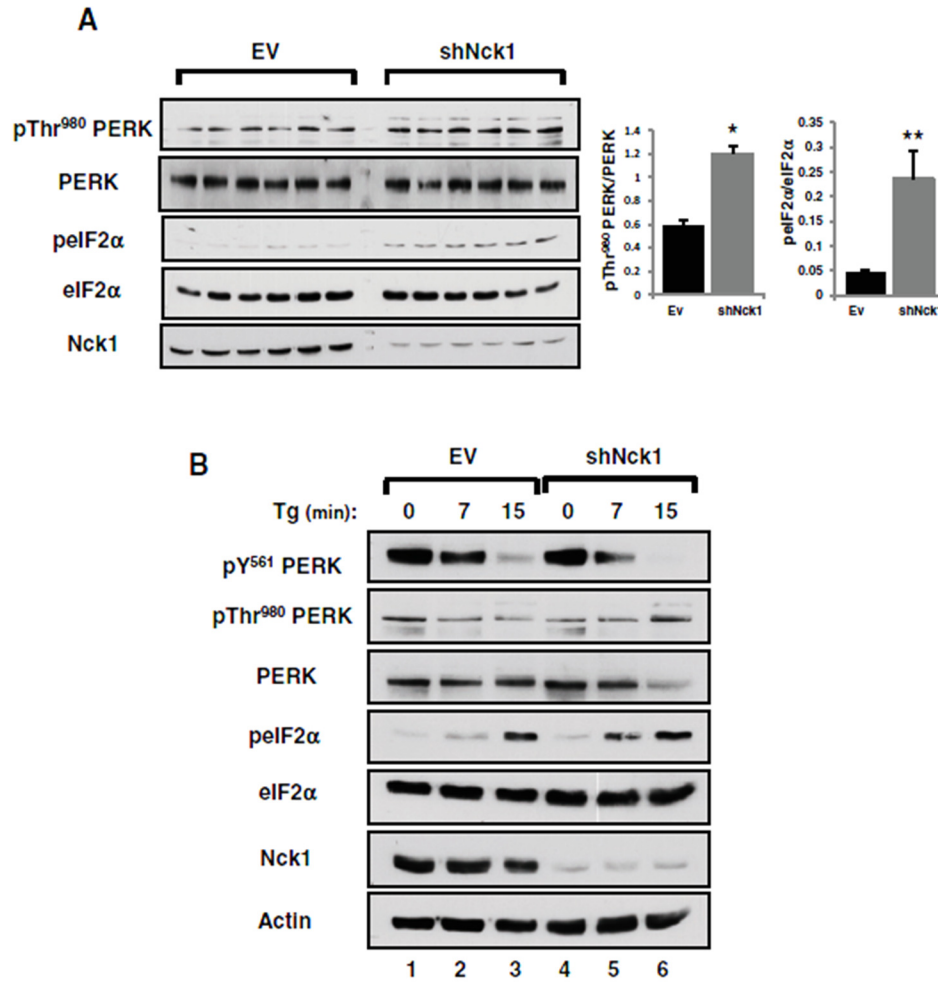 A
EV shNck1
pThr980 PERK
PERK
peIF2α
eIF2α
Nck1
pThr980 PERK/PERK
1.4
1.2
1
0.8
0.6
0.4
0.2
0
*
Ev shNck1
peIF2α/eIF2α
0.35
0.3
0.25
0.2
0.15
0.1
0.05
0
**
Ev shNck
B
EV shNck1
Tg (min): 0 7 15 0 7 15
pY561 PERK
pThr980 PERK
PERK
peIF2α
eIF2α
Nck1
Actin
1 2 3 4 5 6